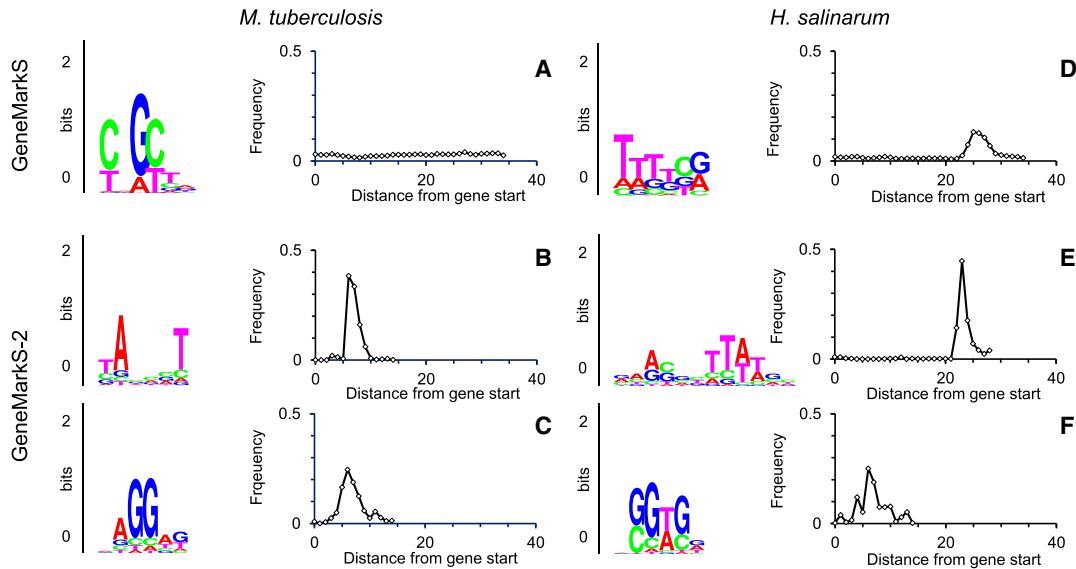 M. tuberculosis
H. salinarum
GeneMarkS
2
bits
0
C G C
T A T T
Frequency
0.5
0
0 20 40
Distance from gene start
A
2
bits
0
T T T T C G
A A G G G A
Frequency
0.5
0
0 20 40
Distance from gene start
D
GeneMarkS-2
2
bits
0
T A T
Frequency
0.5
0
0 20 40
Distance from gene start
B
2
bits
0
A C T T A T
Frequency
0.5
0
0 20 40
Distance from gene start
E
2
bits
0
A G G A G
Frqeuency
0.5
0
0 20 40
Distance from gene start
C
2
bits
0
G G T G
C C A C
Frqeuency
0.5
0
0 20 40
Distance from gene start
F